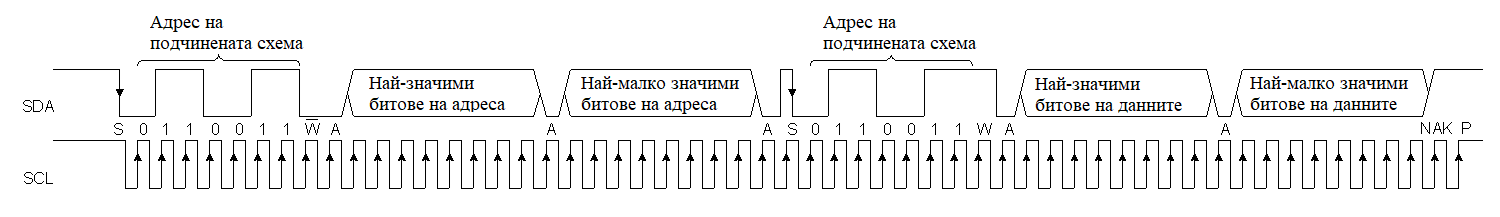 Адрес на
подчинената схема
Адрес на
подчинената схема
SDA
Най-значими
битове на адреса
Най-малко значими
битове на адреса
Най-значими
битове на данните
Най-малко значими
битове на данните
S 0 1 1 0 0 1 1 W̅ A A A S 0 1 1 0 0 1 1 W A A NAK P
SCL